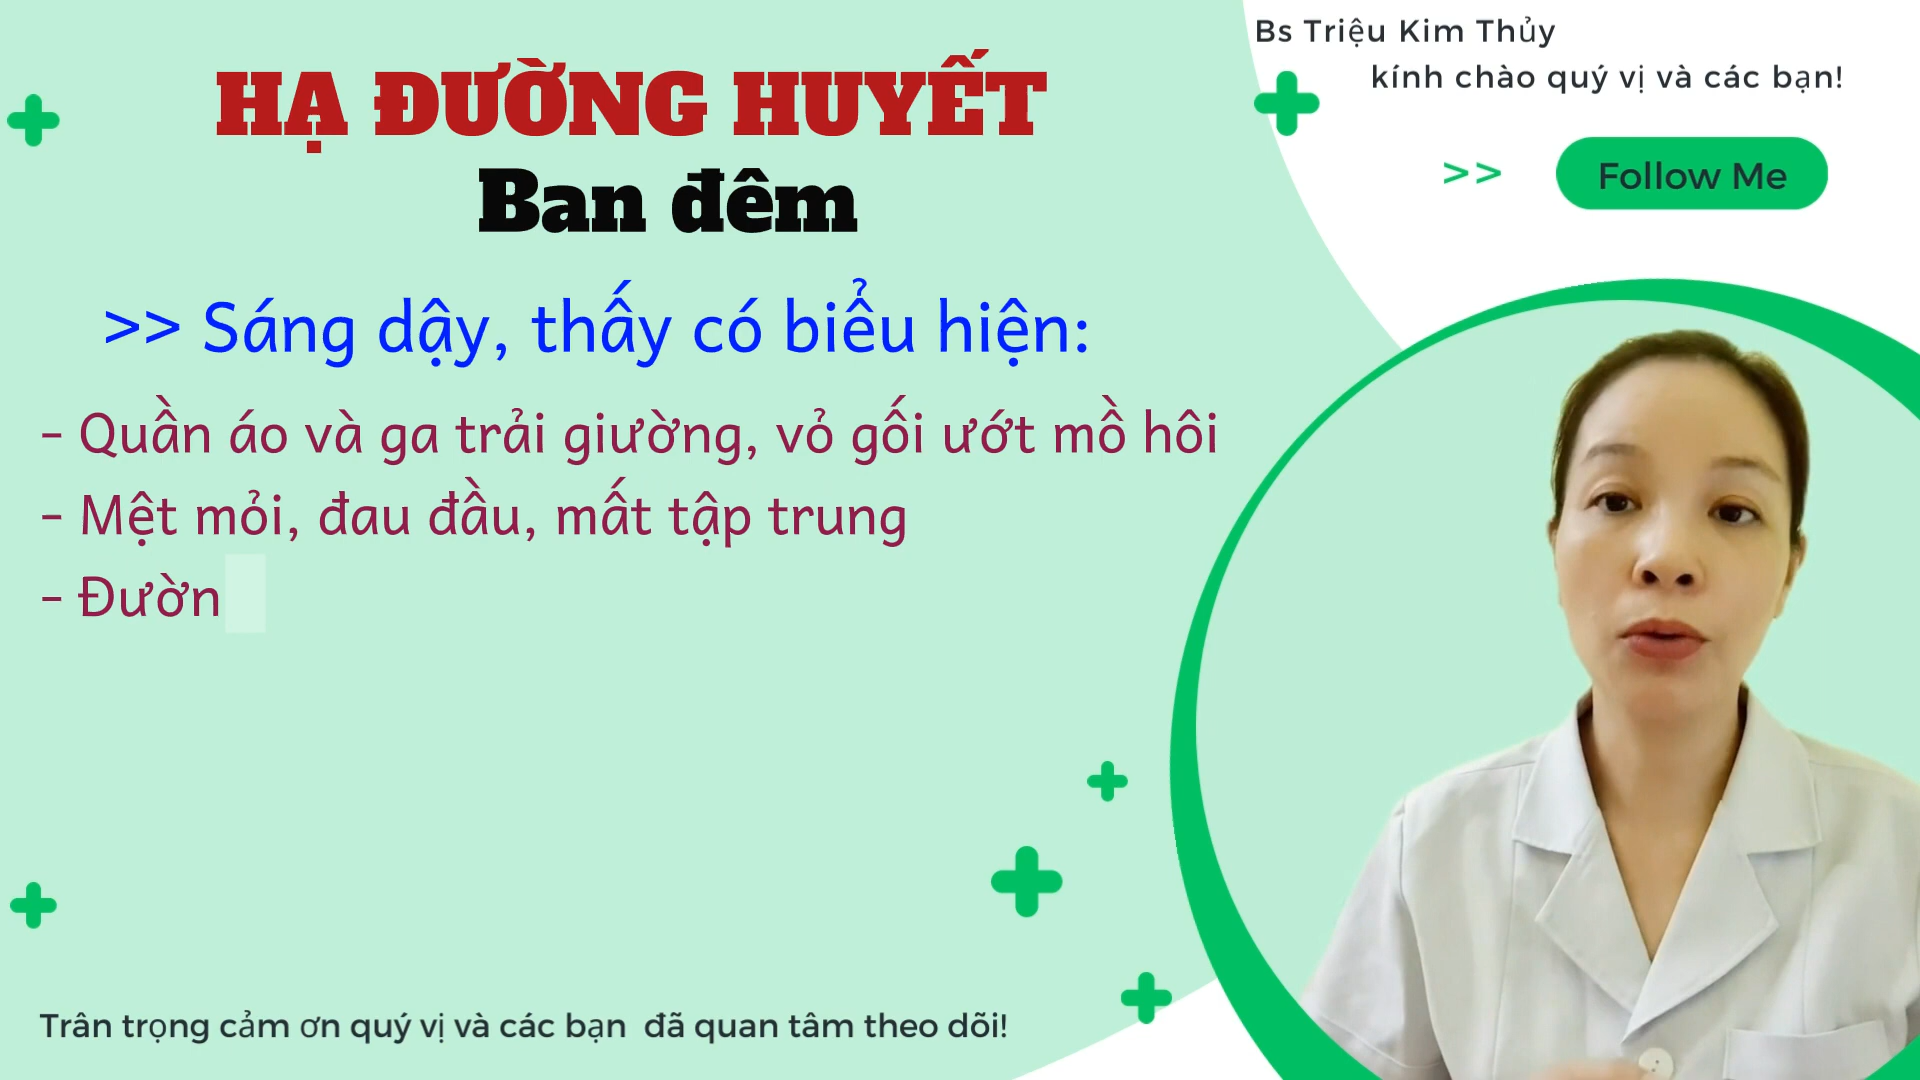 HẠ ĐƯỜNG HUYẾT
Ban đêm
>> Sáng dậy, thấy có biểu hiện:
- Quần áo và ga trải giường, vỏ gối ướt mồ hôi
- Mệt mỏi, đau đầu, mất tập trung
- Đườn
Bs Triệu Kim Thủy
kính chào quý vị và các bạn!
>> Follow Me
Trân trọng cảm ơn quý vị và các bạn đã quan tâm theo dõi!